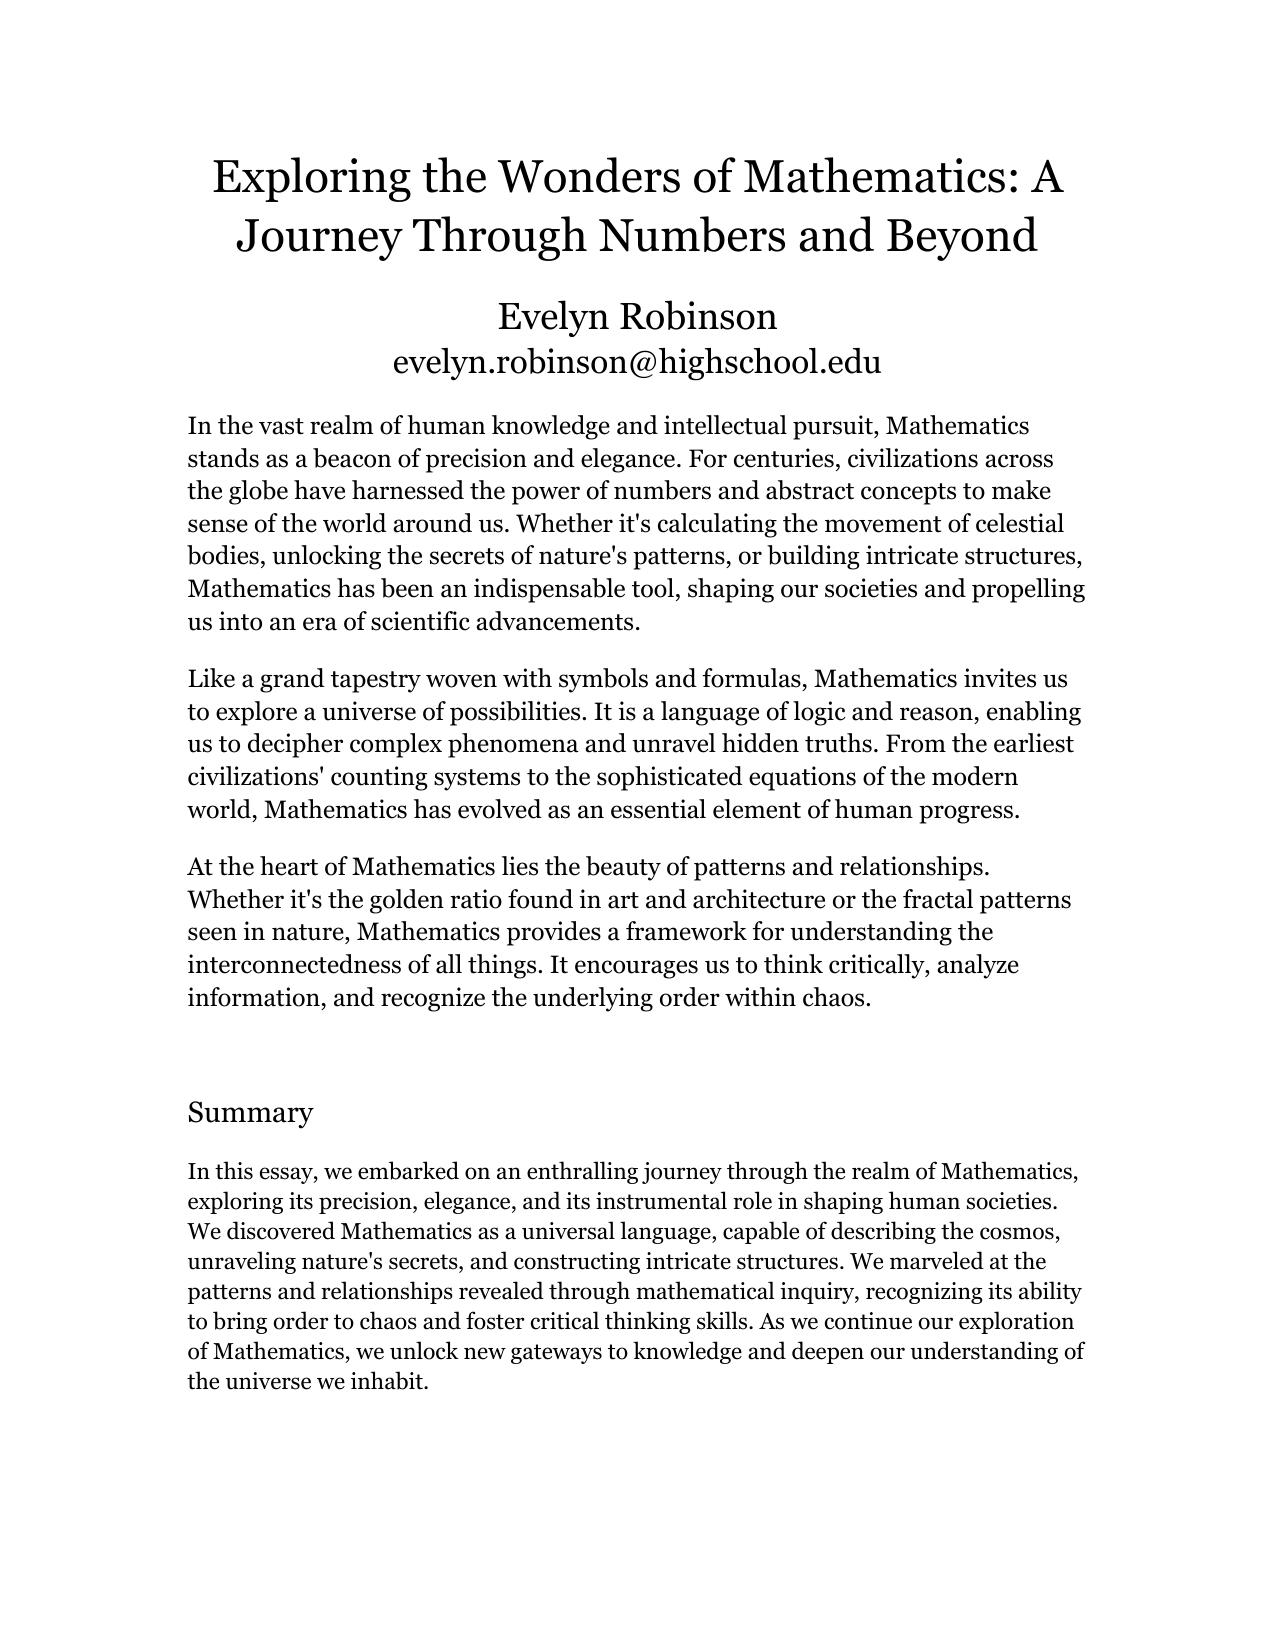 Exploring the Wonders of Mathematics: A
Journey Through Numbers and Beyond
Evelyn Robinson
evelyn.robinson@highschool.edu
In the vast realm of human knowledge and intellectual pursuit, Mathematics
stands as a beacon of precision and elegance. For centuries, civilizations across
the globe have harnessed the power of numbers and abstract concepts to make
sense of the world around us. Whether it's calculating the movement of celestial
bodies, unlocking the secrets of nature's patterns, or building intricate structures,
Mathematics has been an indispensable tool, shaping our societies and propelling
us into an era of scientific advancements.
Like a grand tapestry woven with symbols and formulas, Mathematics invites us
to explore a universe of possibilities. It is a language of logic and reason, enabling
us to decipher complex phenomena and unravel hidden truths. From the earliest
civilizations' counting systems to the sophisticated equations of the modern
world, Mathematics has evolved as an essential element of human progress.
At the heart of Mathematics lies the beauty of patterns and relationships.
Whether it's the golden ratio found in art and architecture or the fractal patterns
seen in nature, Mathematics provides a framework for understanding the
interconnectedness of all things. It encourages us to think critically, analyze
information, and recognize the underlying order within chaos.
Summary
In this essay, we embarked on an enthralling journey through the realm of Mathematics,
exploring its precision, elegance, and its instrumental role in shaping human societies.
We discovered Mathematics as a universal language, capable of describing the cosmos,
unraveling nature's secrets, and constructing intricate structures. We marveled at the
patterns and relationships revealed through mathematical inquiry, recognizing its ability
to bring order to chaos and foster critical thinking skills. As we continue our exploration
of Mathematics, we unlock new gateways to knowledge and deepen our understanding of
the universe we inhabit.